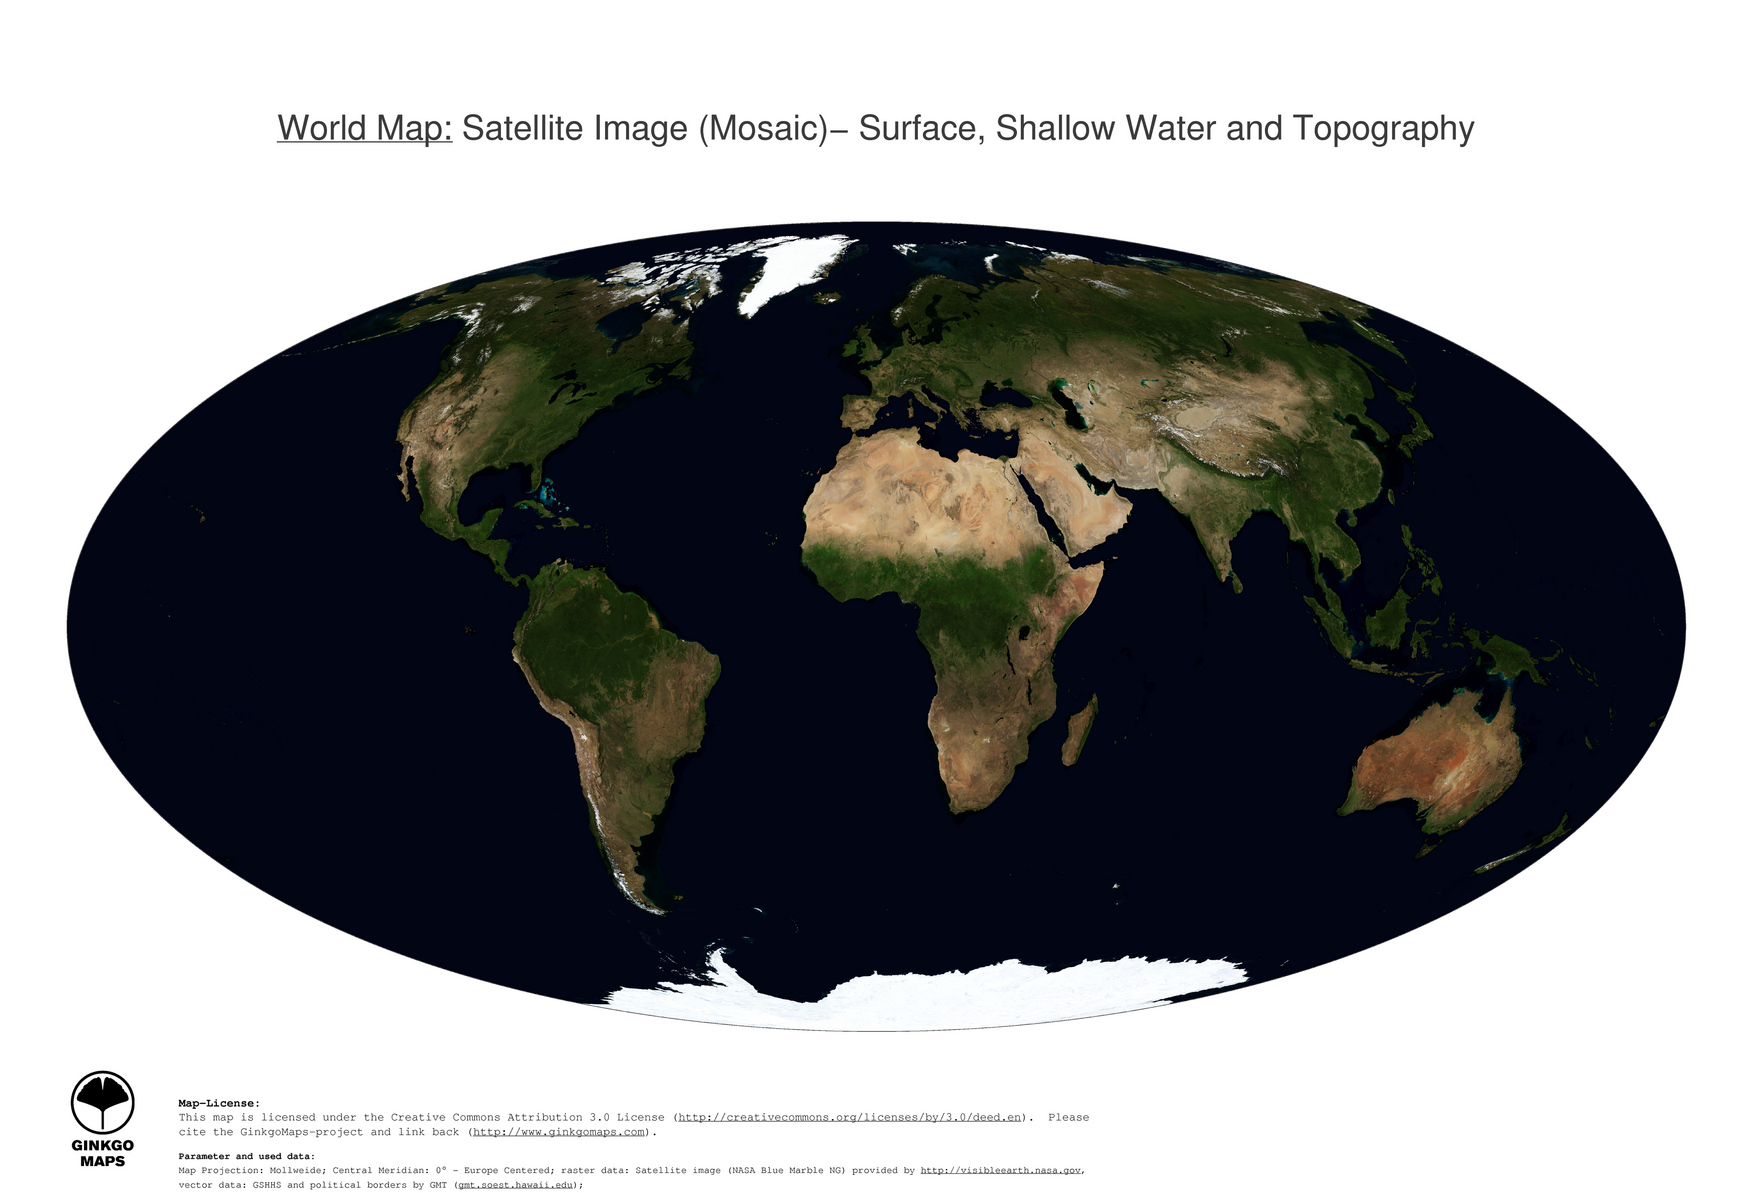 World Map: Satellite Image (Mosaic)– Surface, Shallow Water and Topography
GINKGO
MAPS
Map–License:
This map is licensed under the Creative Commons Attribution 3.0 License (http://creativecommons.org/licenses/by/3.0/deed.en). Please
cite the GinkgoMaps–project and link back (http://www.ginkgomaps.com).
Parameter and used data:
Map Projection: Mollweide; Central Meridian: 0° – Europe Centered; raster data: Satellite image (NASA Blue Marble NG) provided by http://visibleearth.nasa.gov,
vector data: GSHHS and political borders by GMT (gmt.soest.hawaii.edu);